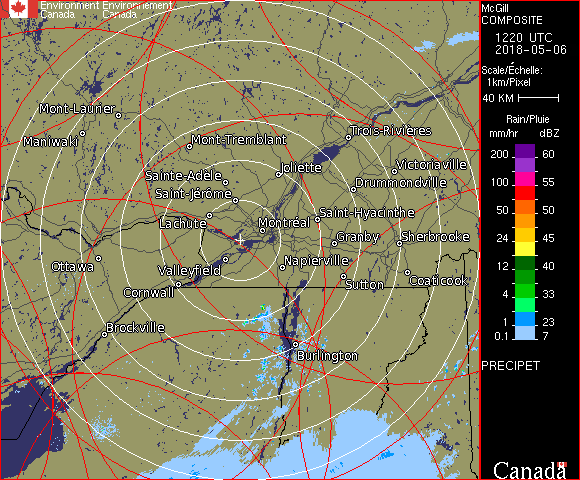 Environment Environnement
Canada Canada
McGill
COMPOSITE
1220 UTC
2018-05-06
Scale/Échelle:
1km/Pixel
40 KM
Rain/Pluie
mm/hr dBZ
200 60
100 55
50 50
24 45
12 40
4 33
1 23
0.1 7
PRECIPET
Mont-Laurier
Maniwaki
Mont-Tremblant
Trois-Rivières
Joliette
Victoriaville
Sainte-Adèle
Drummondville
Saint-Jérôme
Lachute
Montréal
Saint-Hyacinthe
Granby
Sherbrooke
Ottawa
Valleyfield
Napierville
Cornwall
Sutton
Coaticook
Brockville
Burlington
Canada